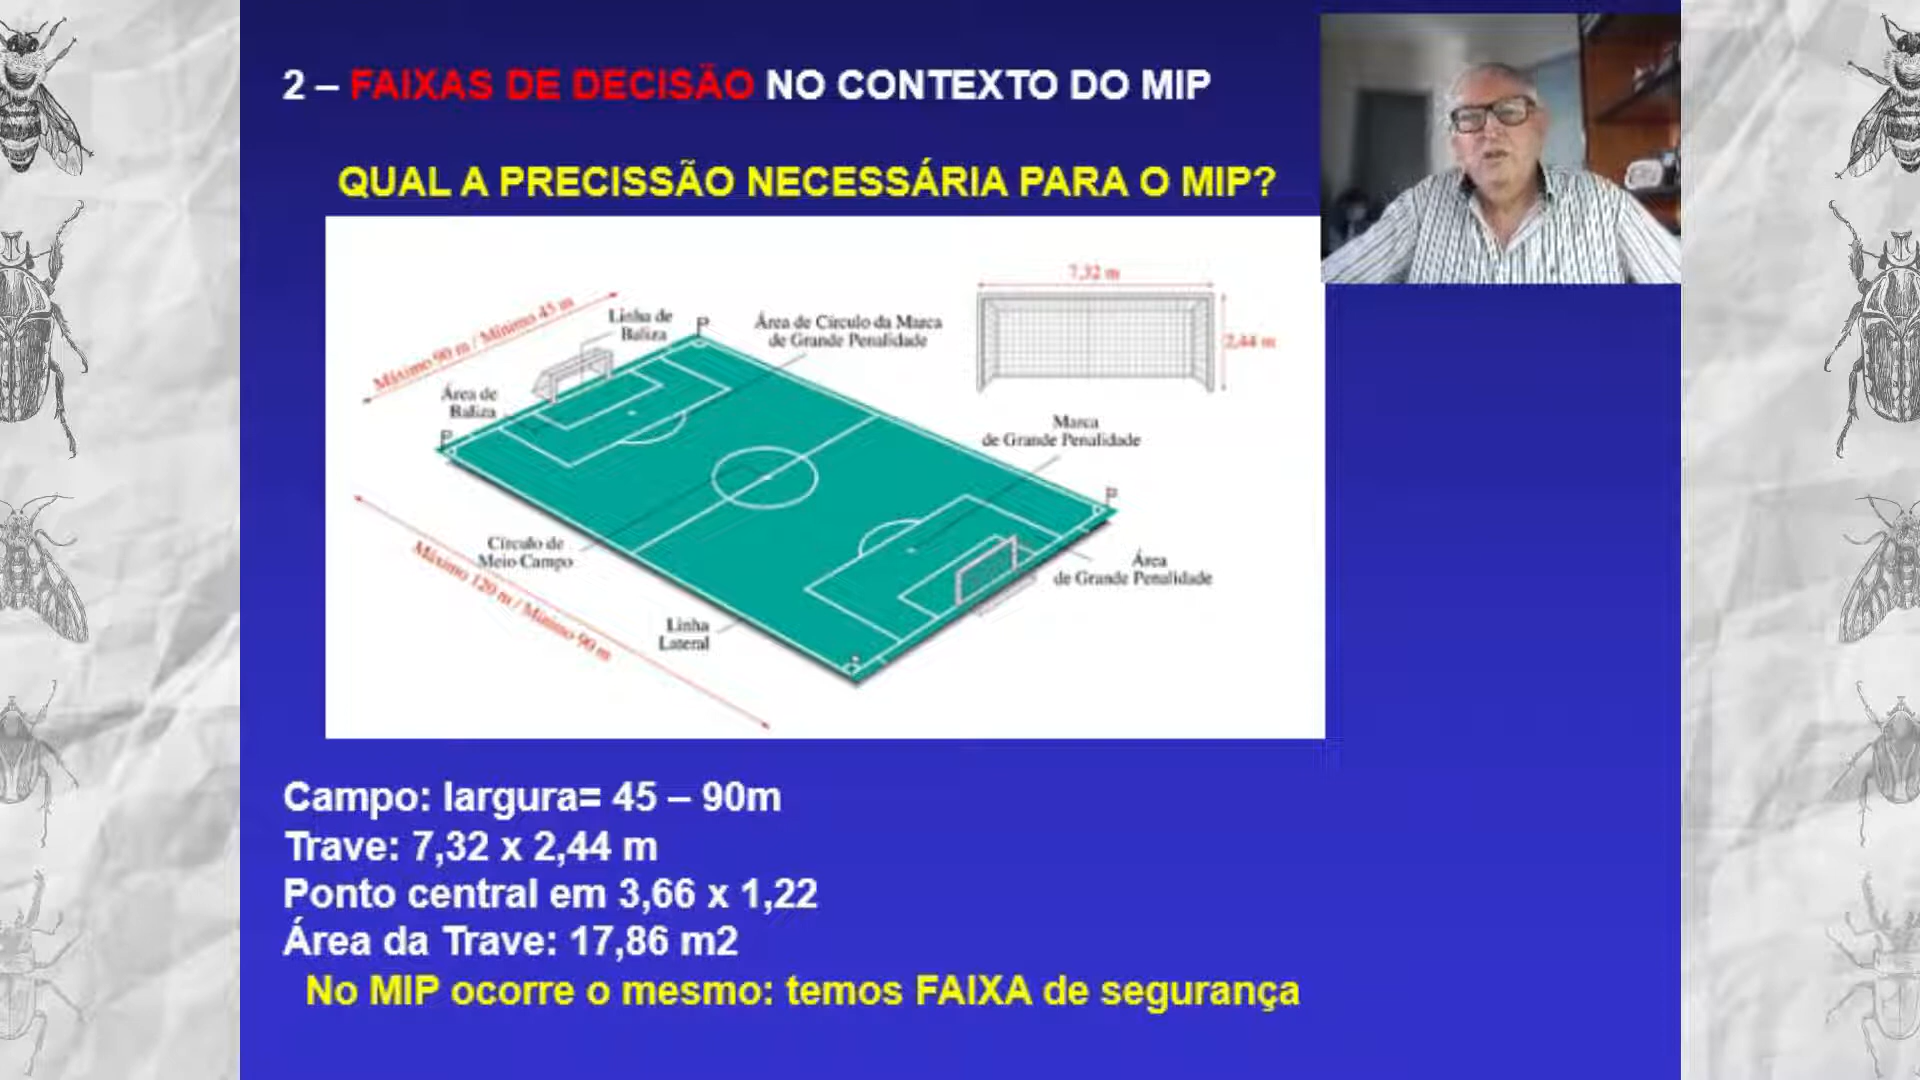 2 – FAIXAS DE DECISÃO NO CONTEXTO DO MIP
QUAL A PRECISSÃO NECESSÁRIA PARA O MIP?
Máximo 90 m / Mínimo 45 m
Linha de
Baliza
P
Área de Circulo da Marca
de Grande Penalidade
7,32 m
2,44 m
Área de
Baliza
P
Marca
de Grande Penalidade
P
Círculo de
Meio Campo
Área
de Grande Penalidade
Máximo 120 m / Mínimo 90 m
Linha
Lateral
Campo: largura= 45 – 90m
Trave: 7,32 x 2,44 m
Ponto central em 3,66 x 1,22
Área da Trave: 17,86 m2
No MIP ocorre o mesmo: temos FAIXA de segurança